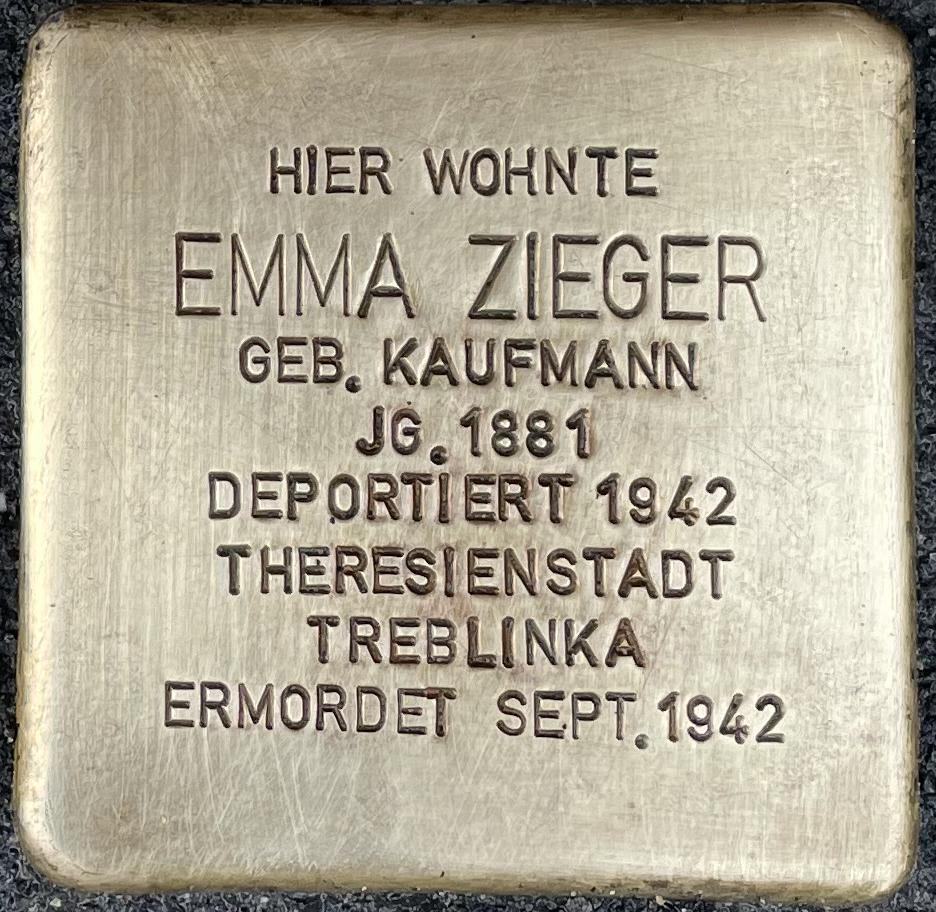 HIER WOHNTE
EMMA ZIEGER
GEB. KAUFMANN
JG. 1881
DEPORTIERT 1942
THERESIENSTADT
TREBLINKA
ERMORDET SEPT. 1942